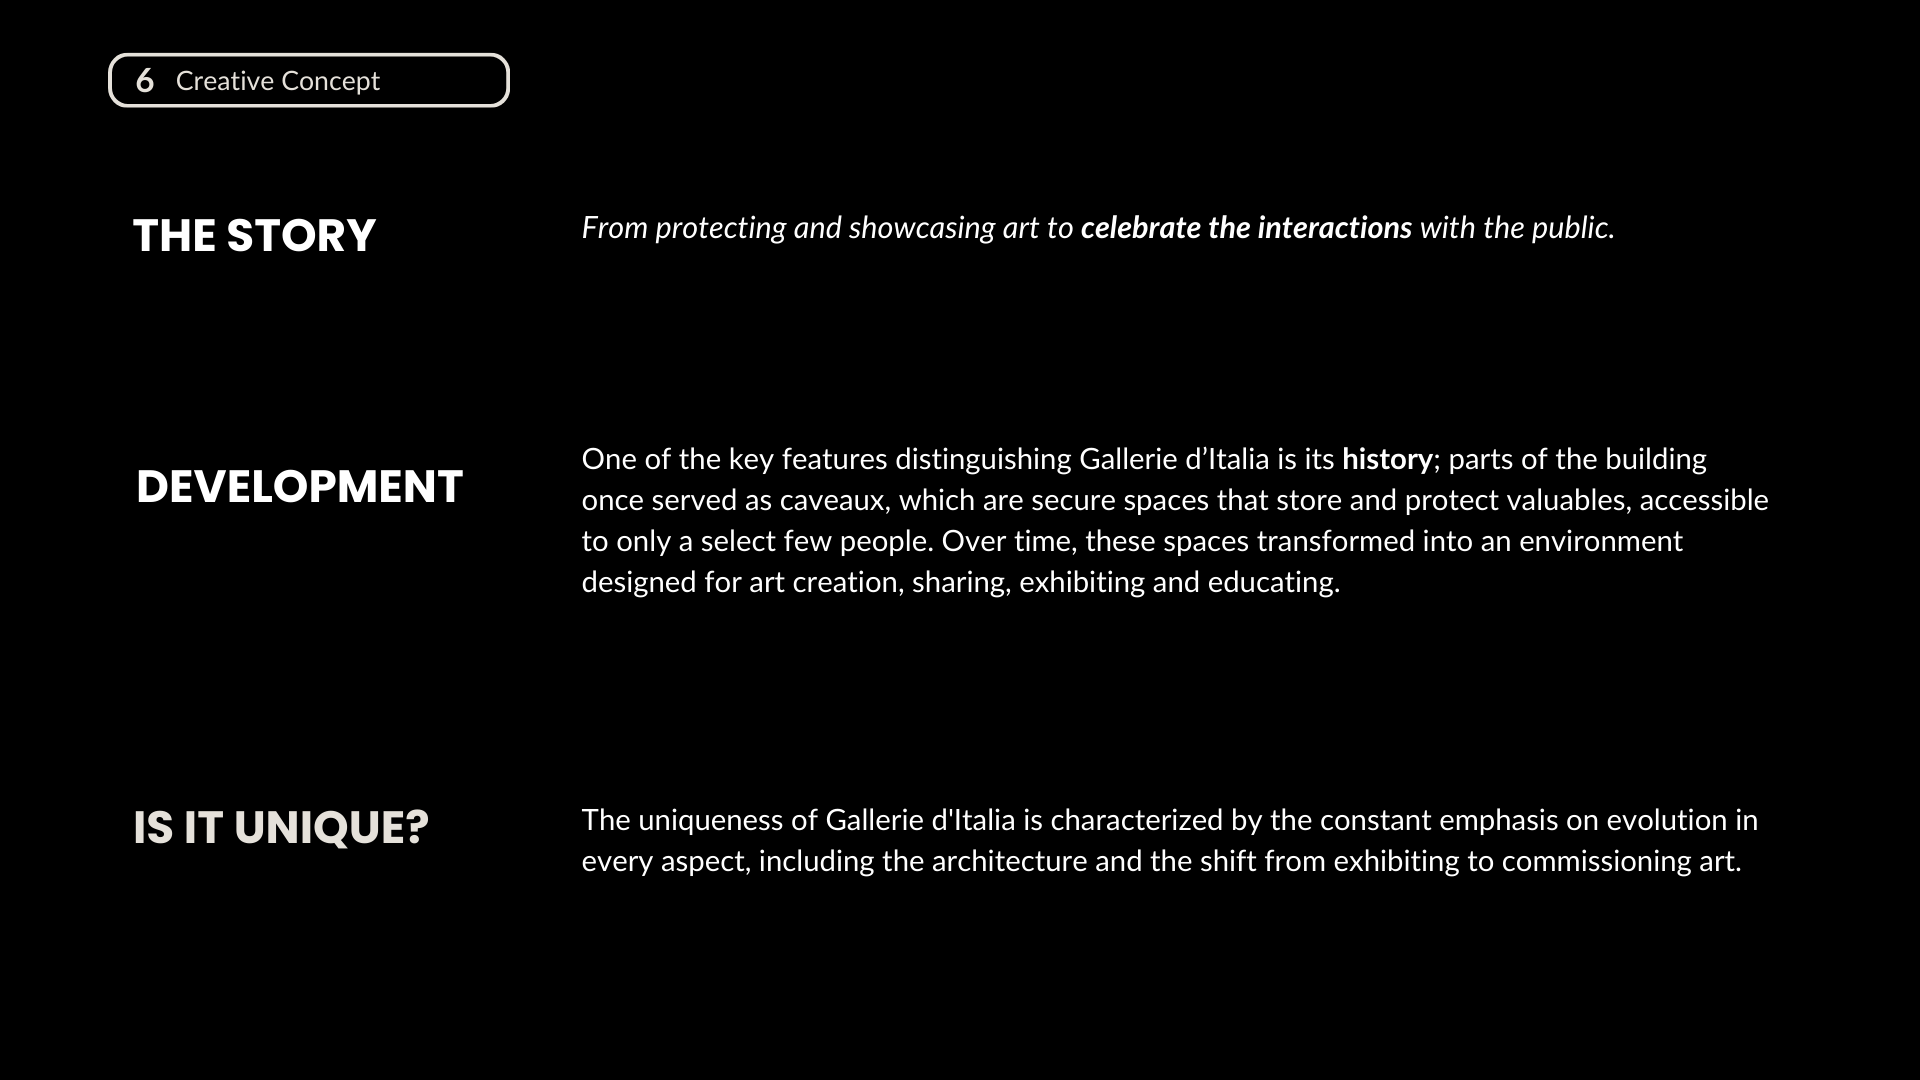 6 Creative Concept
THE STORY
From protecting and showcasing art to celebrate the interactions with the public.
DEVELOPMENT
One of the key features distinguishing Gallerie d’Italia is its history; parts of the building
once served as caveaux, which are secure spaces that store and protect valuables, accessible
to only a select few people. Over time, these spaces transformed into an environment
designed for art creation, sharing, exhibiting and educating.
IS IT UNIQUE?
The uniqueness of Gallerie d'Italia is characterized by the constant emphasis on evolution in
every aspect, including the architecture and the shift from exhibiting to commissioning art.